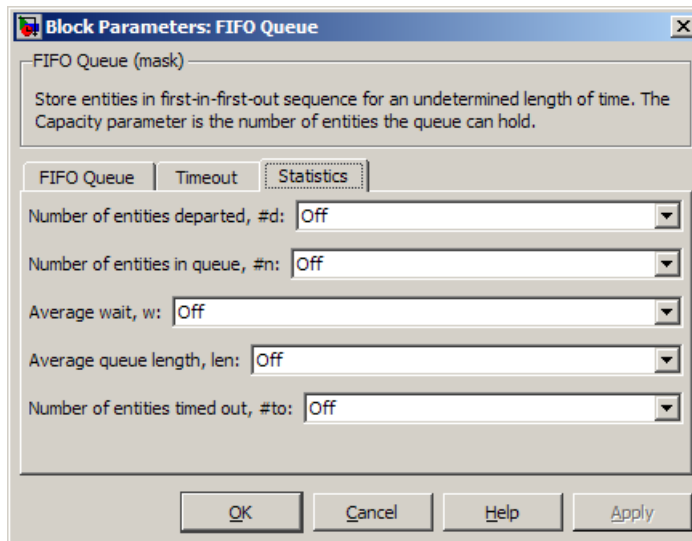 Block Parameters: FIFO Queue
FIFO Queue (mask)
Store entities in first-in-first-out sequence for an undetermined length of time. The
Capacity parameter is the number of entities the queue can hold.
FIFO Queue Timeout Statistics
Number of entities departed, #d: Off
Number of entities in queue, #n: Off
Average wait, w: Off
Average queue length, len: Off
Number of entities timed out, #to: Off
OK Cancel Help Apply